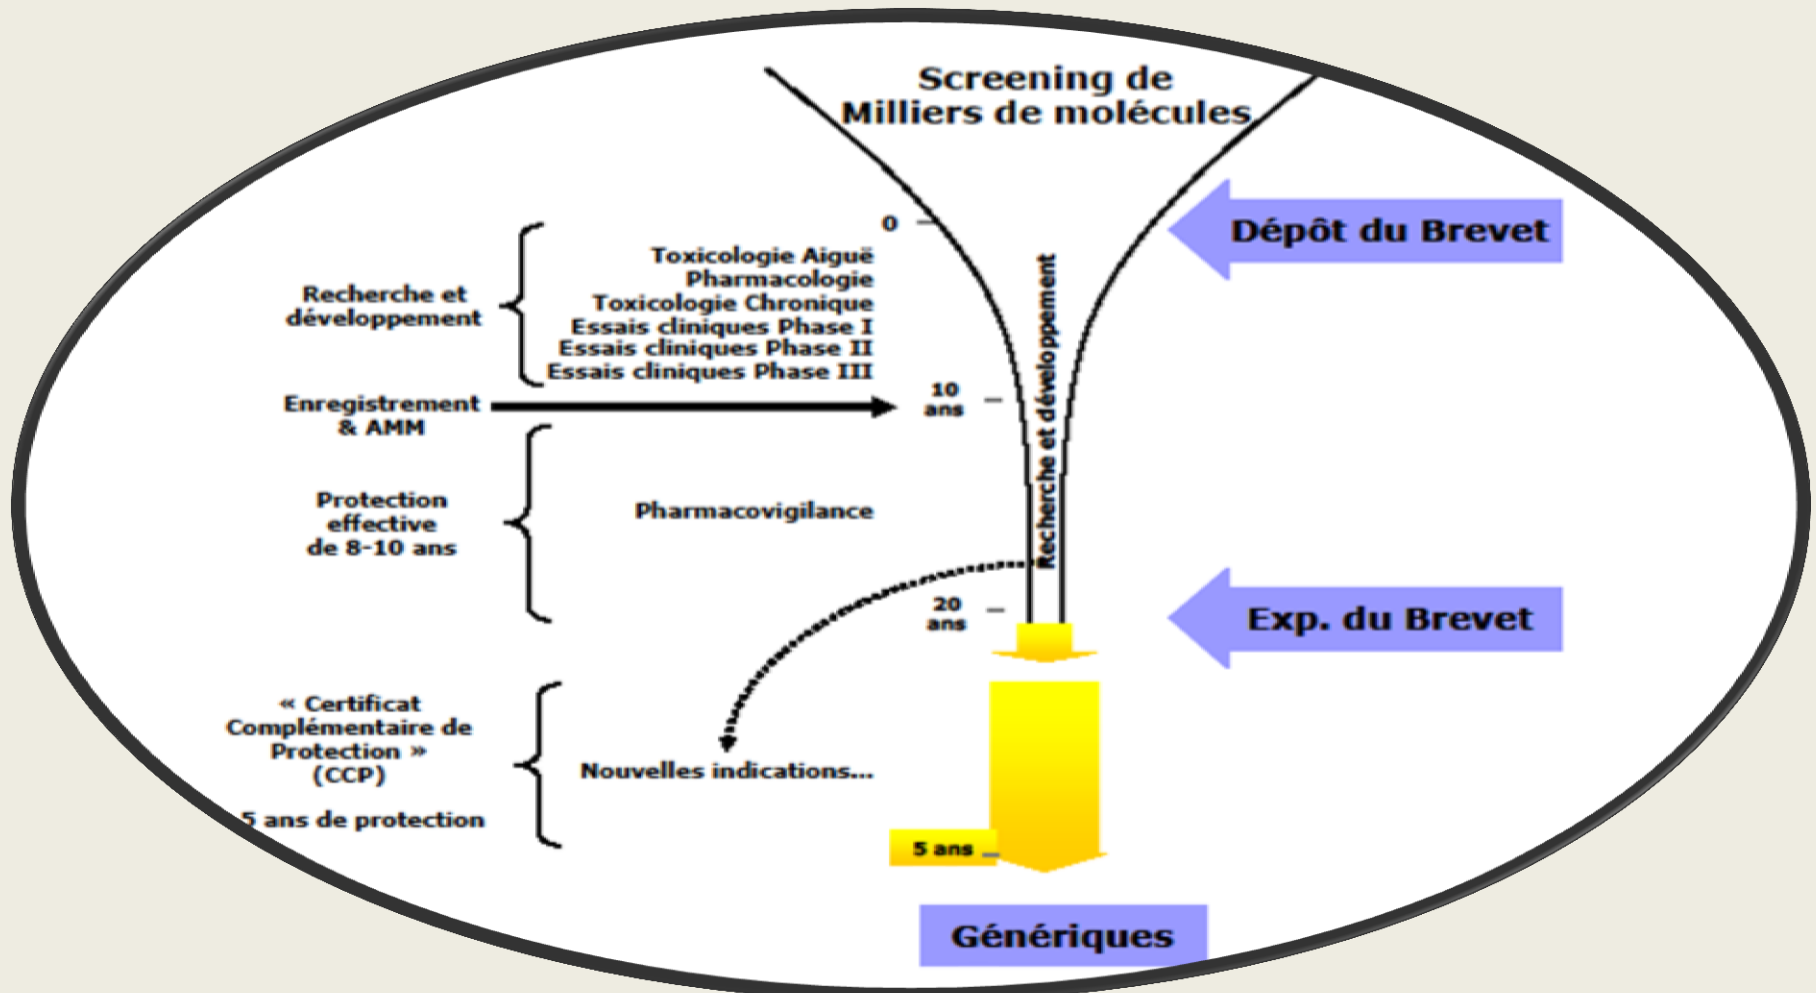 Screening de
Milliers de molécules
Dépôt du Brevet
0
Toxicologie Aiguë
Pharmacologie
Toxicologie Chronique
Essais cliniques Phase I
Essais cliniques Phase II
Essais cliniques Phase III
Recherche et
développement
Recherche et développement
10
ans
Enregistrement
& AMM
Protection
effective
de 8-10 ans
Pharmacovigilance
20
ans
Exp. du Brevet
« Certificat
Complémentaire de
Protection »
(CCP)
5 ans de protection
Nouvelles indications...
5 ans
Génériques